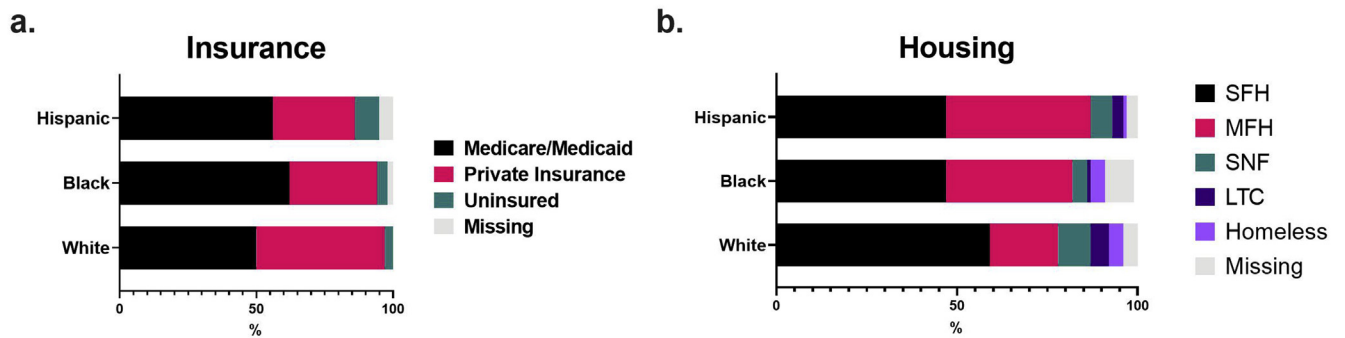 a.
Insurance
Hispanic
Black
White
0 50 100
%
Medicare/Medicaid
Private Insurance
Uninsured
Missing
b.
Housing
Hispanic
Black
White
0 50 100
%
SFH
MFH
SNF
LTC
Homeless
Missing